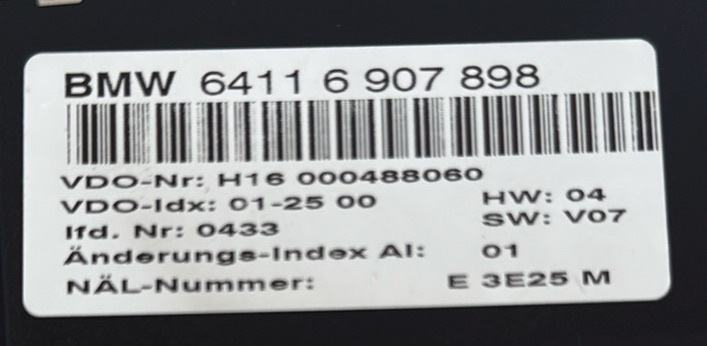 BMW 6411 6 907 898
VDO-Nr: H16 000488060
VDO-Idx: 01-25 00 HW: 04
lfd. Nr: 0433 SW: V07
Änderungs-Index AI: 01
NÄL-Nummer: E 3E25 M